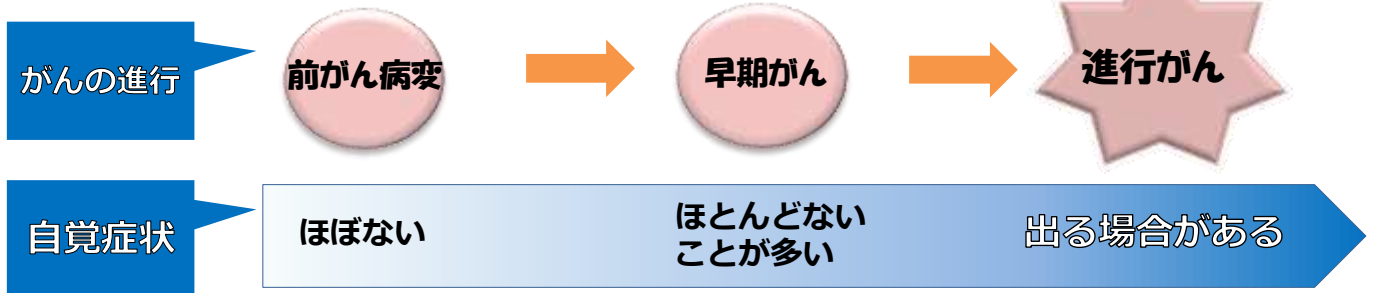 がんの進行
前がん病変
早期がん
進行がん
自覚症状
ほぼない
ほとんどない
ことが多い
出る場合がある